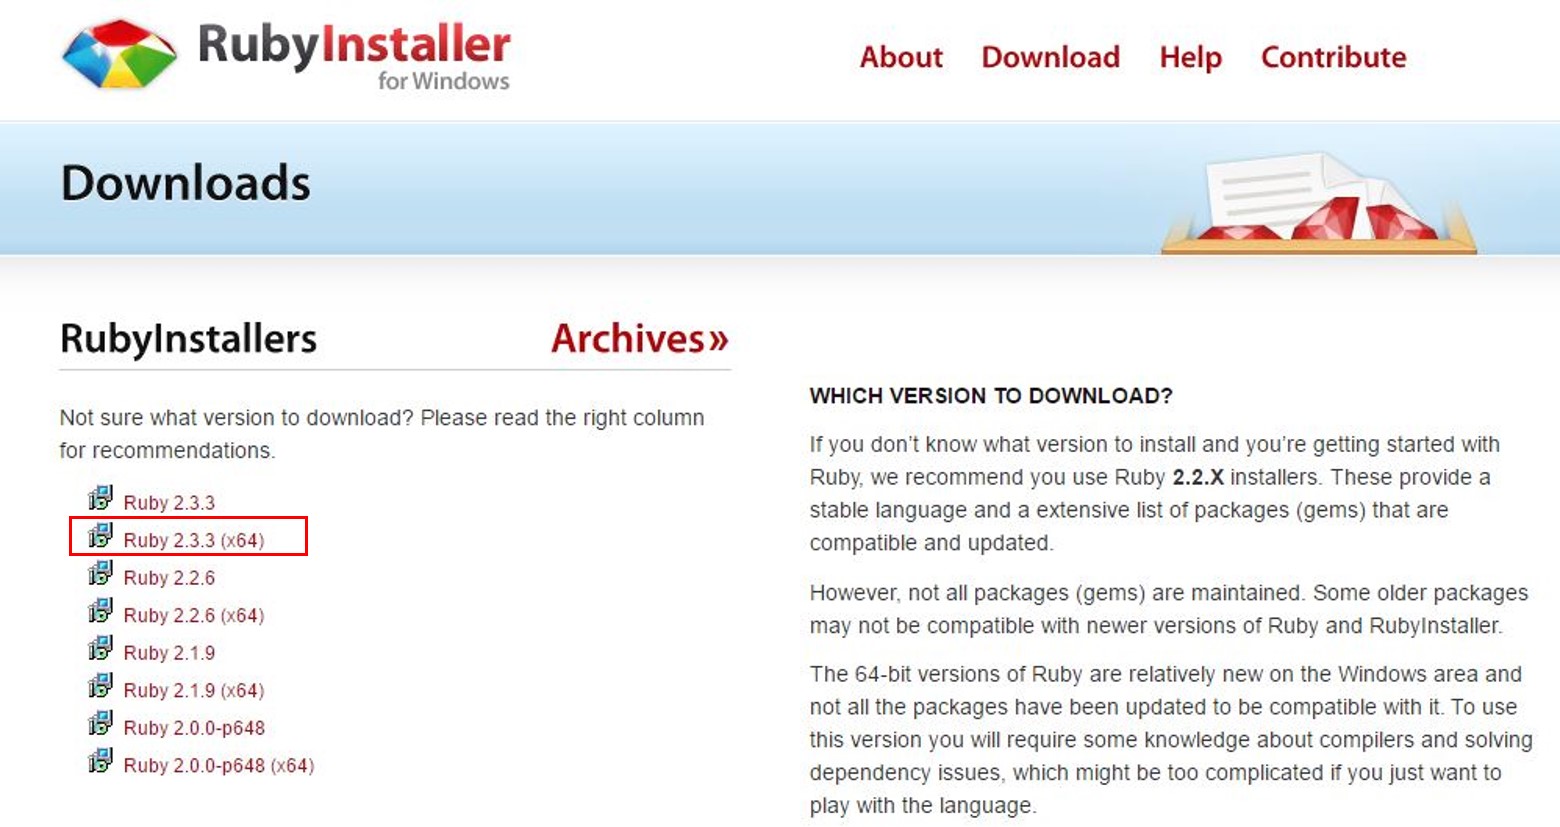 RubyInstaller
for Windows
About Download Help Contribute
Downloads
RubyInstallers Archives»
Not sure what version to download? Please read the right column
for recommendations.
Ruby 2.3.3
Ruby 2.3.3 (x64)
Ruby 2.2.6
Ruby 2.2.6 (x64)
Ruby 2.1.9
Ruby 2.1.9 (x64)
Ruby 2.0.0-p648
Ruby 2.0.0-p648 (x64)
WHICH VERSION TO DOWNLOAD?
If you don’t know what version to install and you’re getting started with
Ruby, we recommend you use Ruby 2.2.X installers. These provide a
stable language and a extensive list of packages (gems) that are
compatible and updated.
However, not all packages (gems) are maintained. Some older packages
may not be compatible with newer versions of Ruby and RubyInstaller.
The 64-bit versions of Ruby are relatively new on the Windows area and
not all the packages have been updated to be compatible with it. To use
this version you will require some knowledge about compilers and solving
dependency issues, which might be too complicated if you just want to
play with the language.